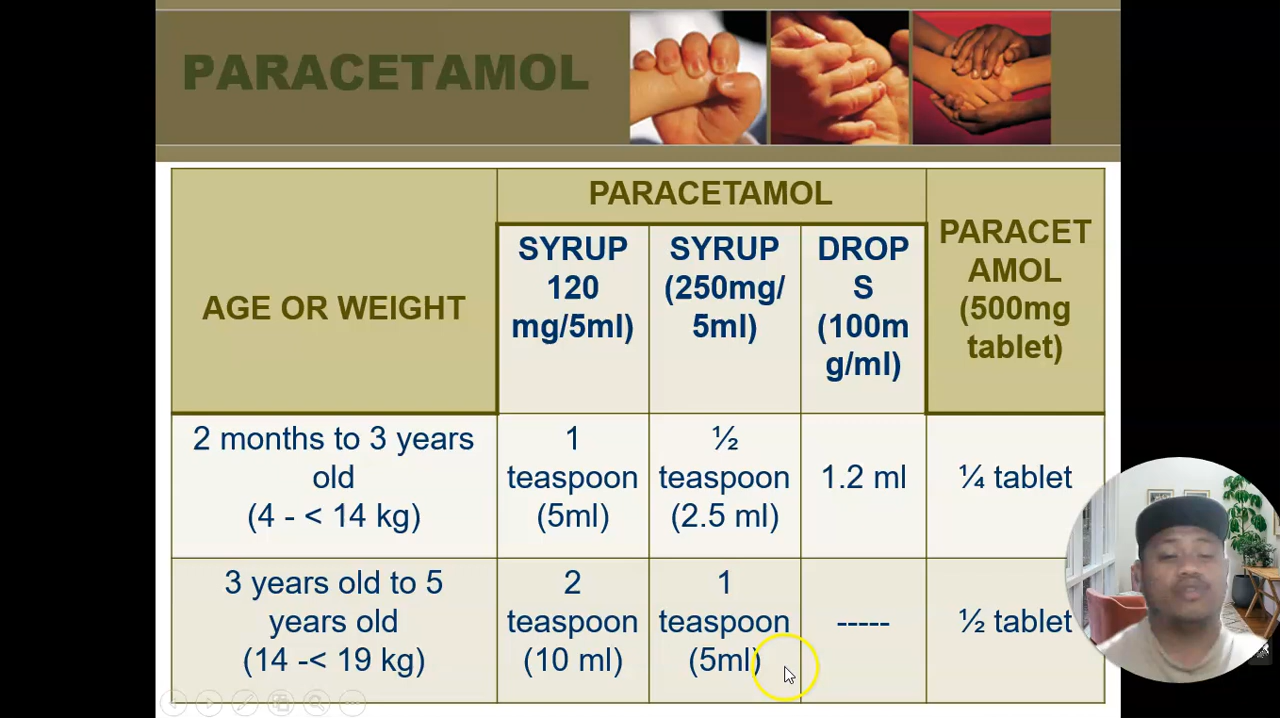 PARACETAMOL
AGE OR WEIGHT
PARACETAMOL
SYRUP
120
mg/5ml)
SYRUP
(250mg/
5ml)
DROP
S
(100m
g/ml)
PARACET
AMOL
(500mg
tablet)
2 months to 3 years
old
(4 - < 14 kg)
1
teaspoon
(5ml)
½
teaspoon
(2.5 ml)
1.2 ml
¼ tablet
3 years old to 5
years old
(14 -< 19 kg)
2
teaspoon
(10 ml)
1
teaspoon
(5ml)
-----
½ tablet